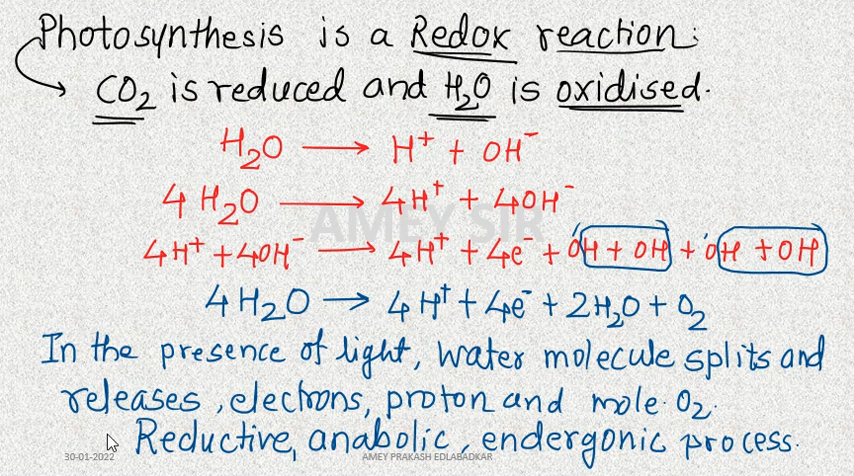 Photosynthesis is a Redox reaction:
CO₂ is reduced and H₂O is oxidised.
H₂O → H⁺ + OH⁻
4 H₂O → 4H⁺ + 4OH⁻
4H⁺ + 4OH⁻ → 4H⁺ + 4e⁻ + OH + OH + OH + OH
4 H₂O → 4 H⁺ + 4e⁻ + 2H₂O + O₂
In the presence of light, water molecule splits and
releases, electrons, proton and mole. O₂.
Reductive, anabolic, endergonic process.
AMEY SIR
30-01-2022
AMEY PRAKASH EDLABADKAR